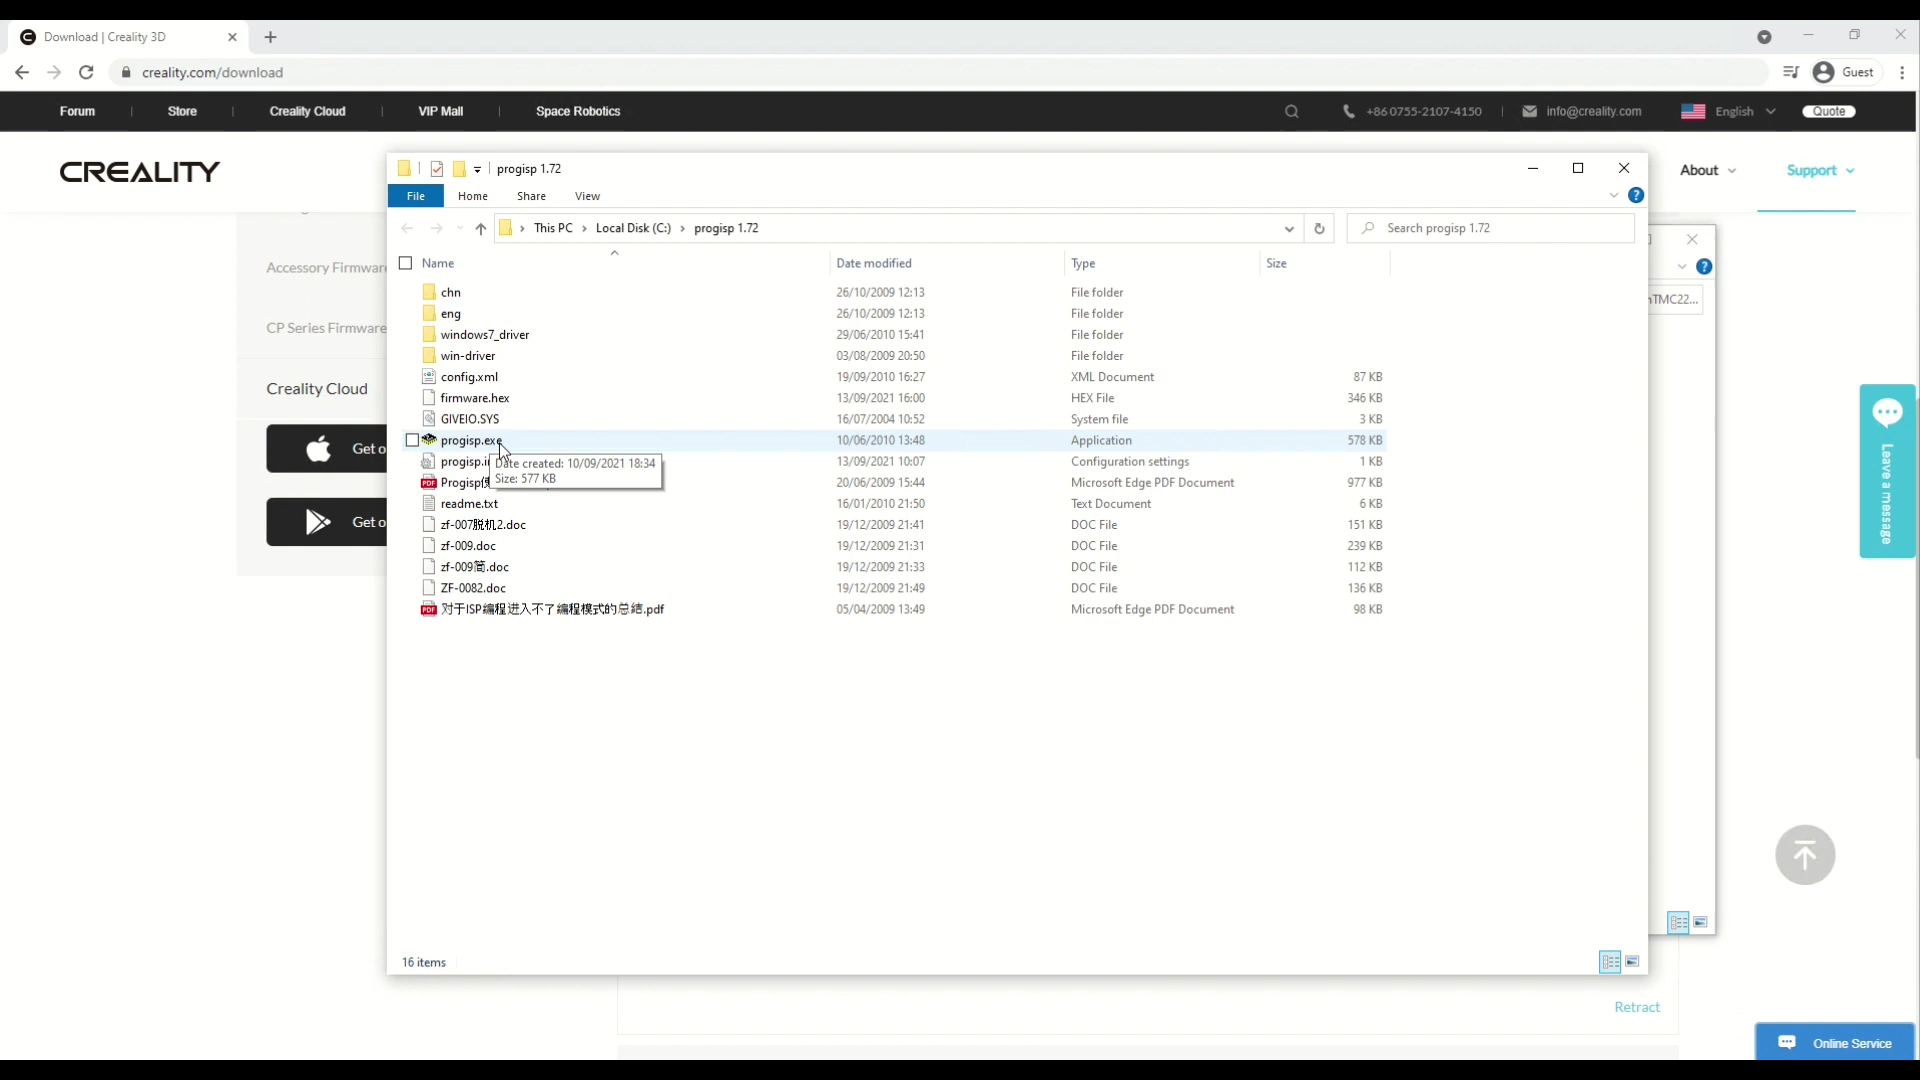 Download | Creality 3D
creality.com/download
Guest
Forum
Store
Creality Cloud
VIP Mall
Space Robotics
+86 0755-2107-4150
info@creality.com
English
Quote
CREALITY
About
Support
progisp 1.72
File
Home
Share
View
This PC
Local Disk (C:)
progisp 1.72
Search progisp 1.72
Name
Date modified
Type
Size
chn 26/10/2009 12:13 File folder
eng 26/10/2009 12:13 File folder
windows7_driver 29/06/2010 15:41 File folder
win-driver 03/08/2009 20:50 File folder
config.xml 19/09/2010 16:27 XML Document 87 KB
firmware.hex 13/09/2021 16:00 HEX File 346 KB
GIVEIO.SYS 16/07/2004 10:52 System file 3 KB
progisp.exe 10/06/2010 13:48 Application 578 KB
progisp.i 13/09/2021 10:07 Configuration settings 1 KB
Date created: 10/09/2021 18:34
Size: 577 KB
Progisp( 20/06/2009 15:44 Microsoft Edge PDF Document 977 KB
readme.txt 16/01/2010 21:50 Text Document 6 KB
zf-007脱机2.doc 19/12/2009 21:41 DOC File 151 KB
zf-009.doc 19/12/2009 21:31 DOC File 239 KB
zf-009简.doc 19/12/2009 21:33 DOC File 112 KB
ZF-0082.doc 19/12/2009 21:49 DOC File 136 KB
对于ISP编程进入不了编程模式的总结.pdf 05/04/2009 13:49 Microsoft Edge PDF Document 98 KB
16 items
Accessory Firmware
CP Series Firmware
Creality Cloud
Get o
Get o
nTMC22...
Leave a message
Retract
Online Service